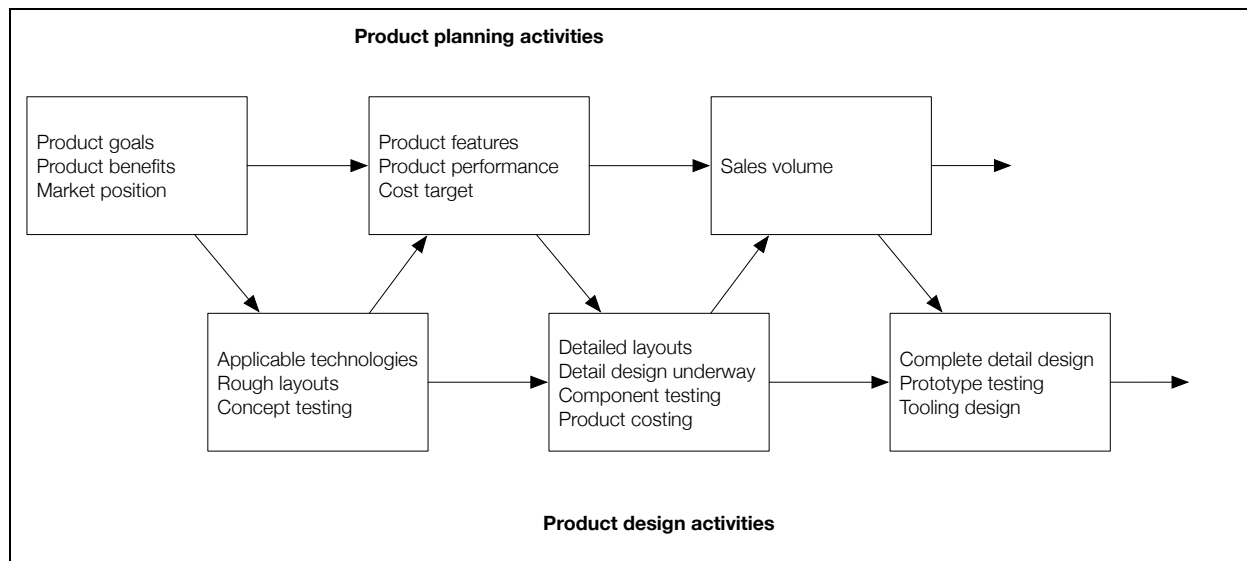 Product planning activities
Product goals
Product benefits
Market position
Product features
Product performance
Cost target
Sales volume
Applicable technologies
Rough layouts
Concept testing
Detailed layouts
Detail design underway
Component testing
Product costing
Complete detail design
Prototype testing
Tooling design
Product design activities